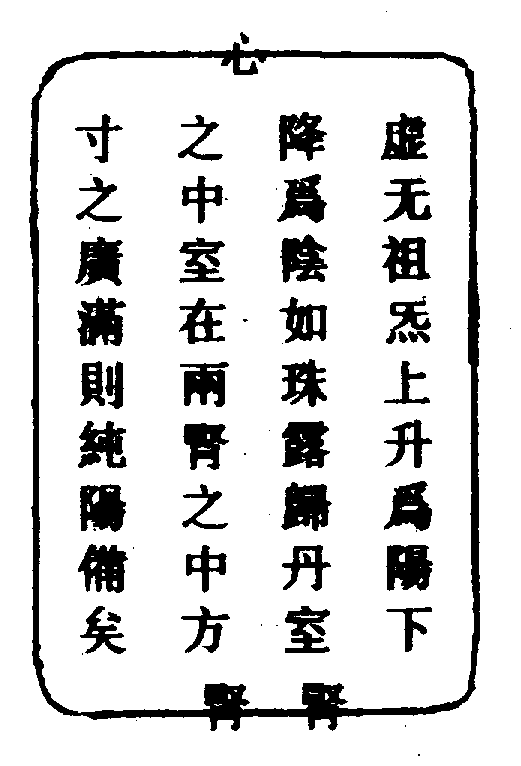 心
虛无祖炁上升爲陽下
降爲陰如珠露歸丹室
之中室在兩腎之中方
寸之廣滿則純陽備矣
腎
腎